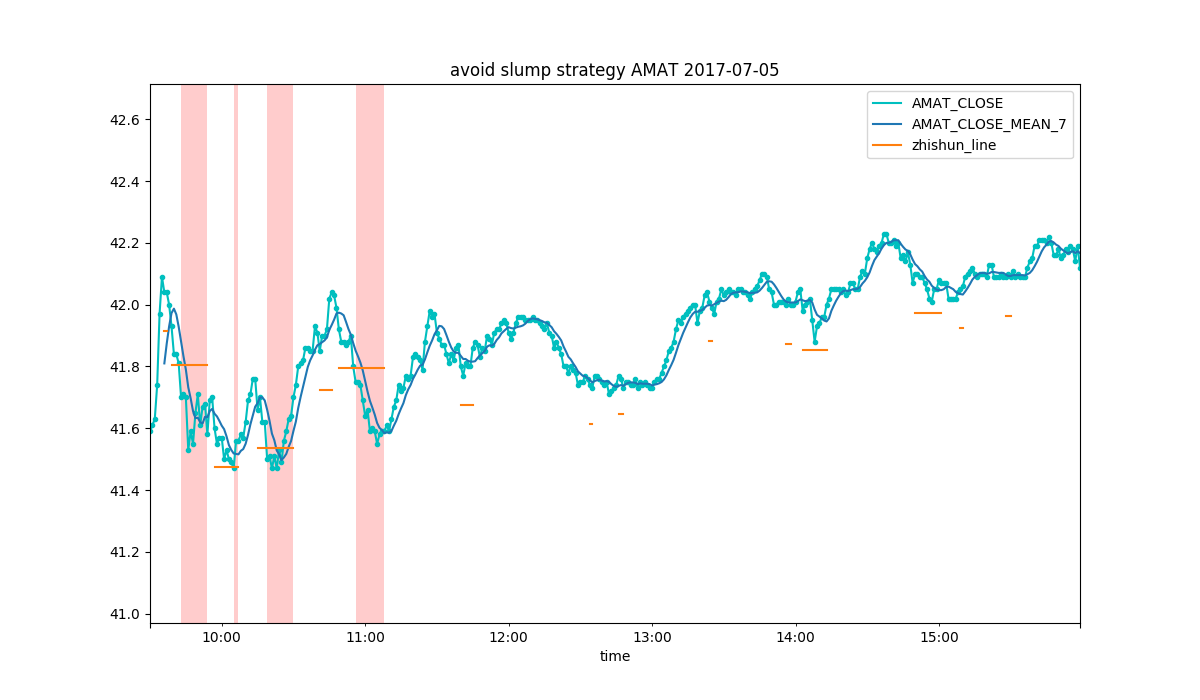 avoid slump strategy AMAT 2017-07-05
AMAT_CLOSE
AMAT_CLOSE_MEAN_7
zhishun_line
42.6
42.4
42.2
42.0
41.8
41.6
41.4
41.2
41.0
10:00 11:00 12:00 13:00 14:00 15:00
time